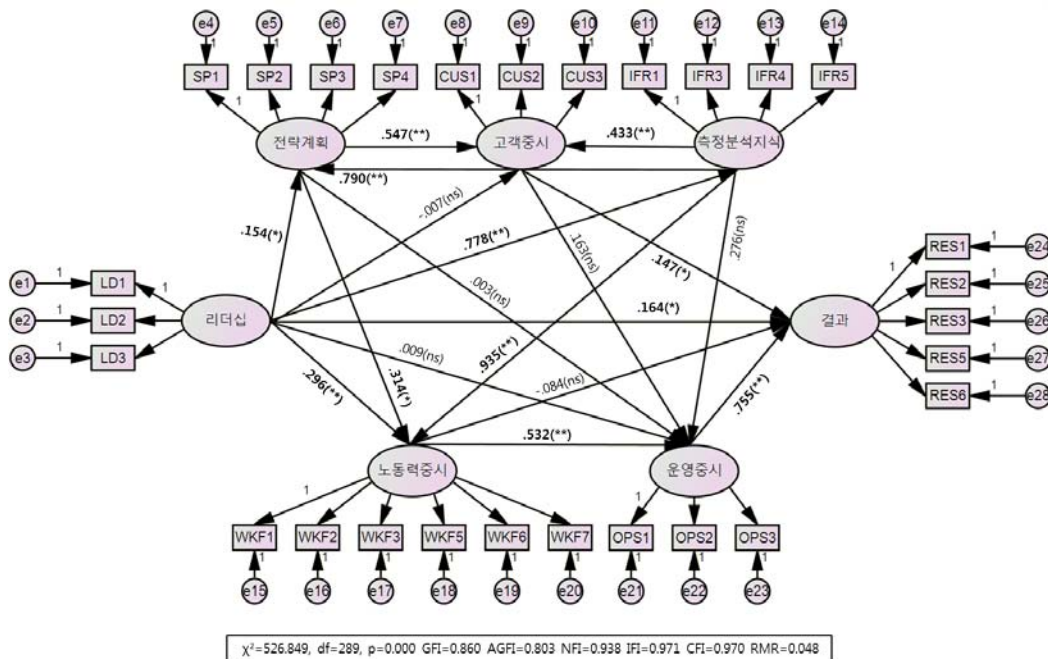 e4 e5 e6 e7 e8 e9 e10 e11 e12 e13 e14
1 1 1 1 1 1 1 1 1 1 1
SP1 SP2 SP3 SP4 CUS1 CUS2 CUS3 IFR1 IFR3 IFR4 IFR5
1 1 1
전략계획 .547(**) 고객중시 .433(**) 측정분석지식
.790(**)
-.007(ns)
.154(*)
.778(**)
.163(ns)
.276(ns)
.147(*)
.003(ns)
e1 1 LD1 1
e2 1 LD2
e3 1 LD3
리더십
.164(*)
결과
1 RES1 1 e24
RES2 1 e25
RES3 1 e26
RES5 1 e27
RES6 1 e28
.009(ns)
.935(**)
-.084(ns)
.296(**)
.314(*)
.755(**)
.532(**)
노동력중시 운영중시
1 1
WKF1 WKF2 WKF3 WKF5 WKF6 WKF7 OPS1 OPS2 OPS3
1 1 1 1 1 1 1 1 1
e15 e16 e17 e18 e19 e20 e21 e22 e23
χ²=526.849, df=289, p=0.000 GFI=0.860 AGFI=0.803 NFI=0.938 IFI=0.971 CFI=0.970 RMR=0.048